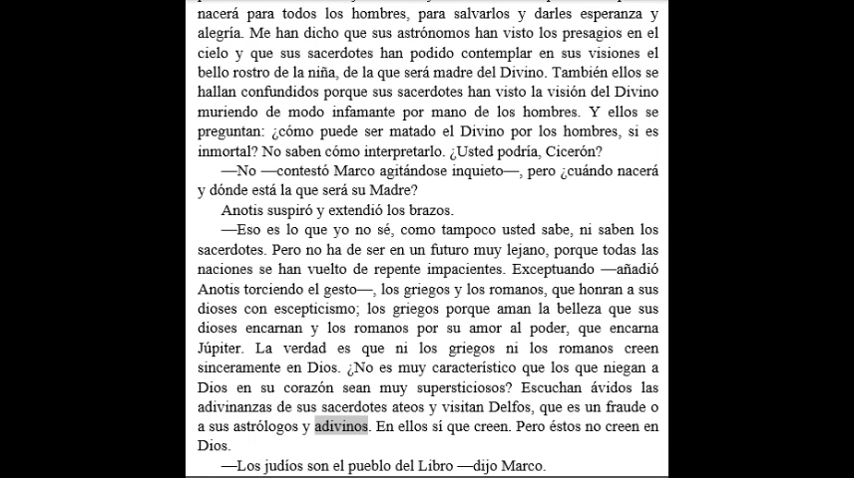 nacerá para todos los hombres, para salvarlos y darles esperanza y
alegría. Me han dicho que sus astrónomos han visto los presagios en el
cielo y que sus sacerdotes han podido contemplar en sus visiones el
bello rostro de la niña, de la que será madre del Divino. También ellos se
hallan confundidos porque sus sacerdotes han visto la visión del Divino
muriendo de modo infamante por mano de los hombres. Y ellos se
preguntan: ¿cómo puede ser matado el Divino por los hombres, si es
inmortal? No saben cómo interpretarlo. ¿Usted podría, Cicerón?
—No —contestó Marco agitándose inquieto—, pero ¿cuándo nacerá
y dónde está la que será su Madre?
Anotis suspiró y extendió los brazos.
—Eso es lo que yo no sé, como tampoco usted sabe, ni saben los
sacerdotes. Pero no ha de ser en un futuro muy lejano, porque todas las
naciones se han vuelto de repente impacientes. Exceptuando —añadió
Anotis torciendo el gesto—, los griegos y los romanos, que honran a sus
dioses con escepticismo; los griegos porque aman la belleza que sus
dioses encarnan y los romanos por su amor al poder, que encarna
Júpiter. La verdad es que ni los griegos ni los romanos creen
sinceramente en Dios. ¿No es muy característico que los que niegan a
Dios en su corazón sean muy supersticiosos? Escuchan ávidos las
adivinanzas de sus sacerdotes ateos y visitan Delfos, que es un fraude o
a sus astrólogos y adivinos. En ellos sí que creen. Pero éstos no creen en
Dios.
—Los judíos son el pueblo del Libro —dijo Marco.